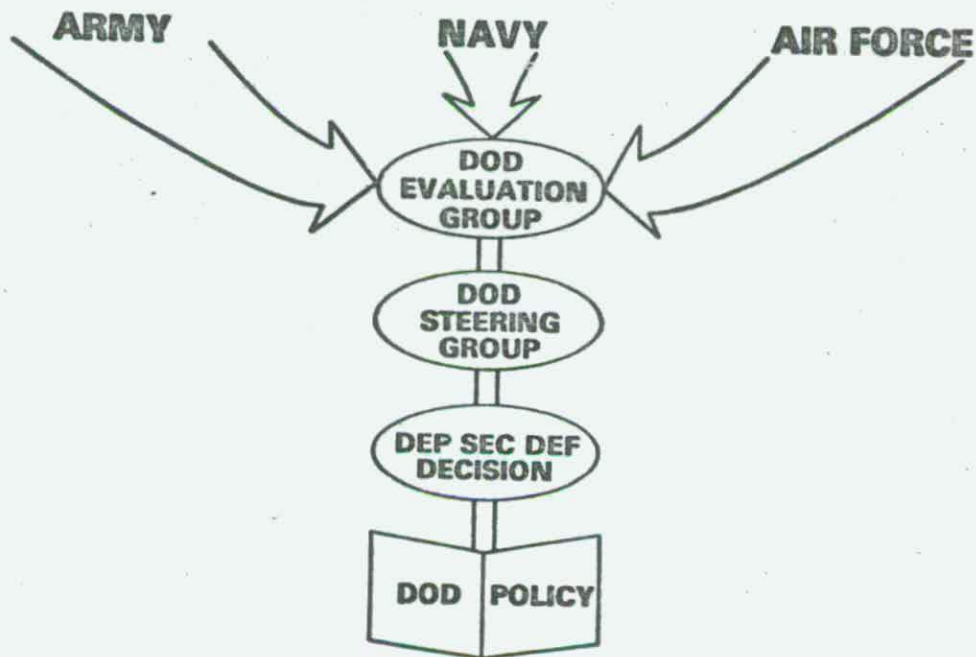 ARMY
NAVY
AIR FORCE
DOD
EVALUATION
GROUP
DOD
STEERING
GROUP
DEP SEC DEF
DECISION
DOD POLICY